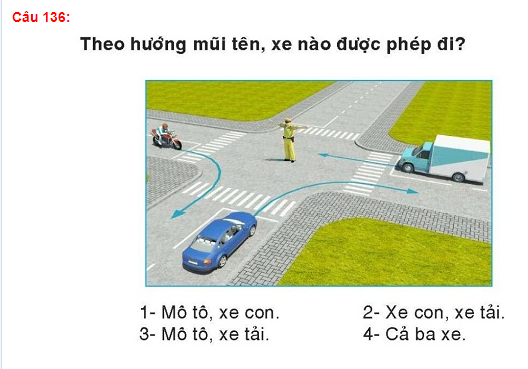 Câu 136:
Theo hướng mũi tên, xe nào được phép đi?
1- Mô tô, xe con. 2- Xe con, xe tải.
3- Mô tô, xe tải. 4- Cả ba xe.